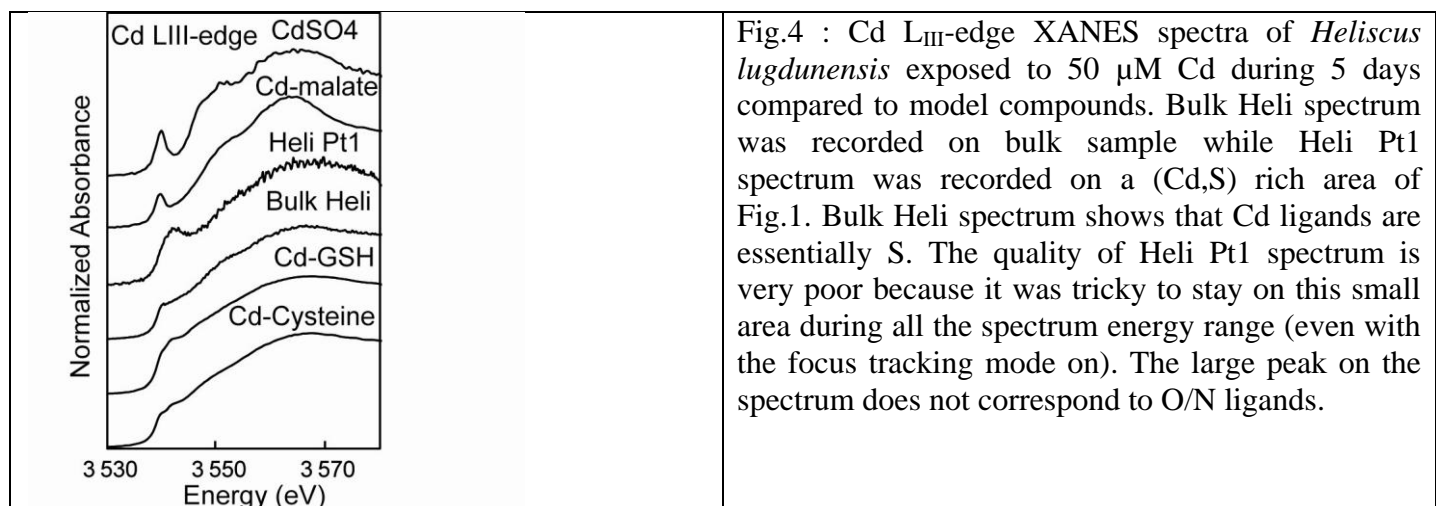 Cd LIII-edge CdSO4
Cd-malate
Heli Pt1
Bulk Heli
Cd-GSH
Cd-Cysteine
Normalized Absorbance
3 530 3 550 3 570
Energy (eV)
Fig.4 : Cd LIII-edge XANES spectra of Heliscus
lugdunensis exposed to 50 µM Cd during 5 days
compared to model compounds. Bulk Heli spectrum
was recorded on bulk sample while Heli Pt1
spectrum was recorded on a (Cd,S) rich area of
Fig.1. Bulk Heli spectrum shows that Cd ligands are
essentially S. The quality of Heli Pt1 spectrum is
very poor because it was tricky to stay on this small
area during all the spectrum energy range (even with
the focus tracking mode on). The large peak on the
spectrum does not correspond to O/N ligands.